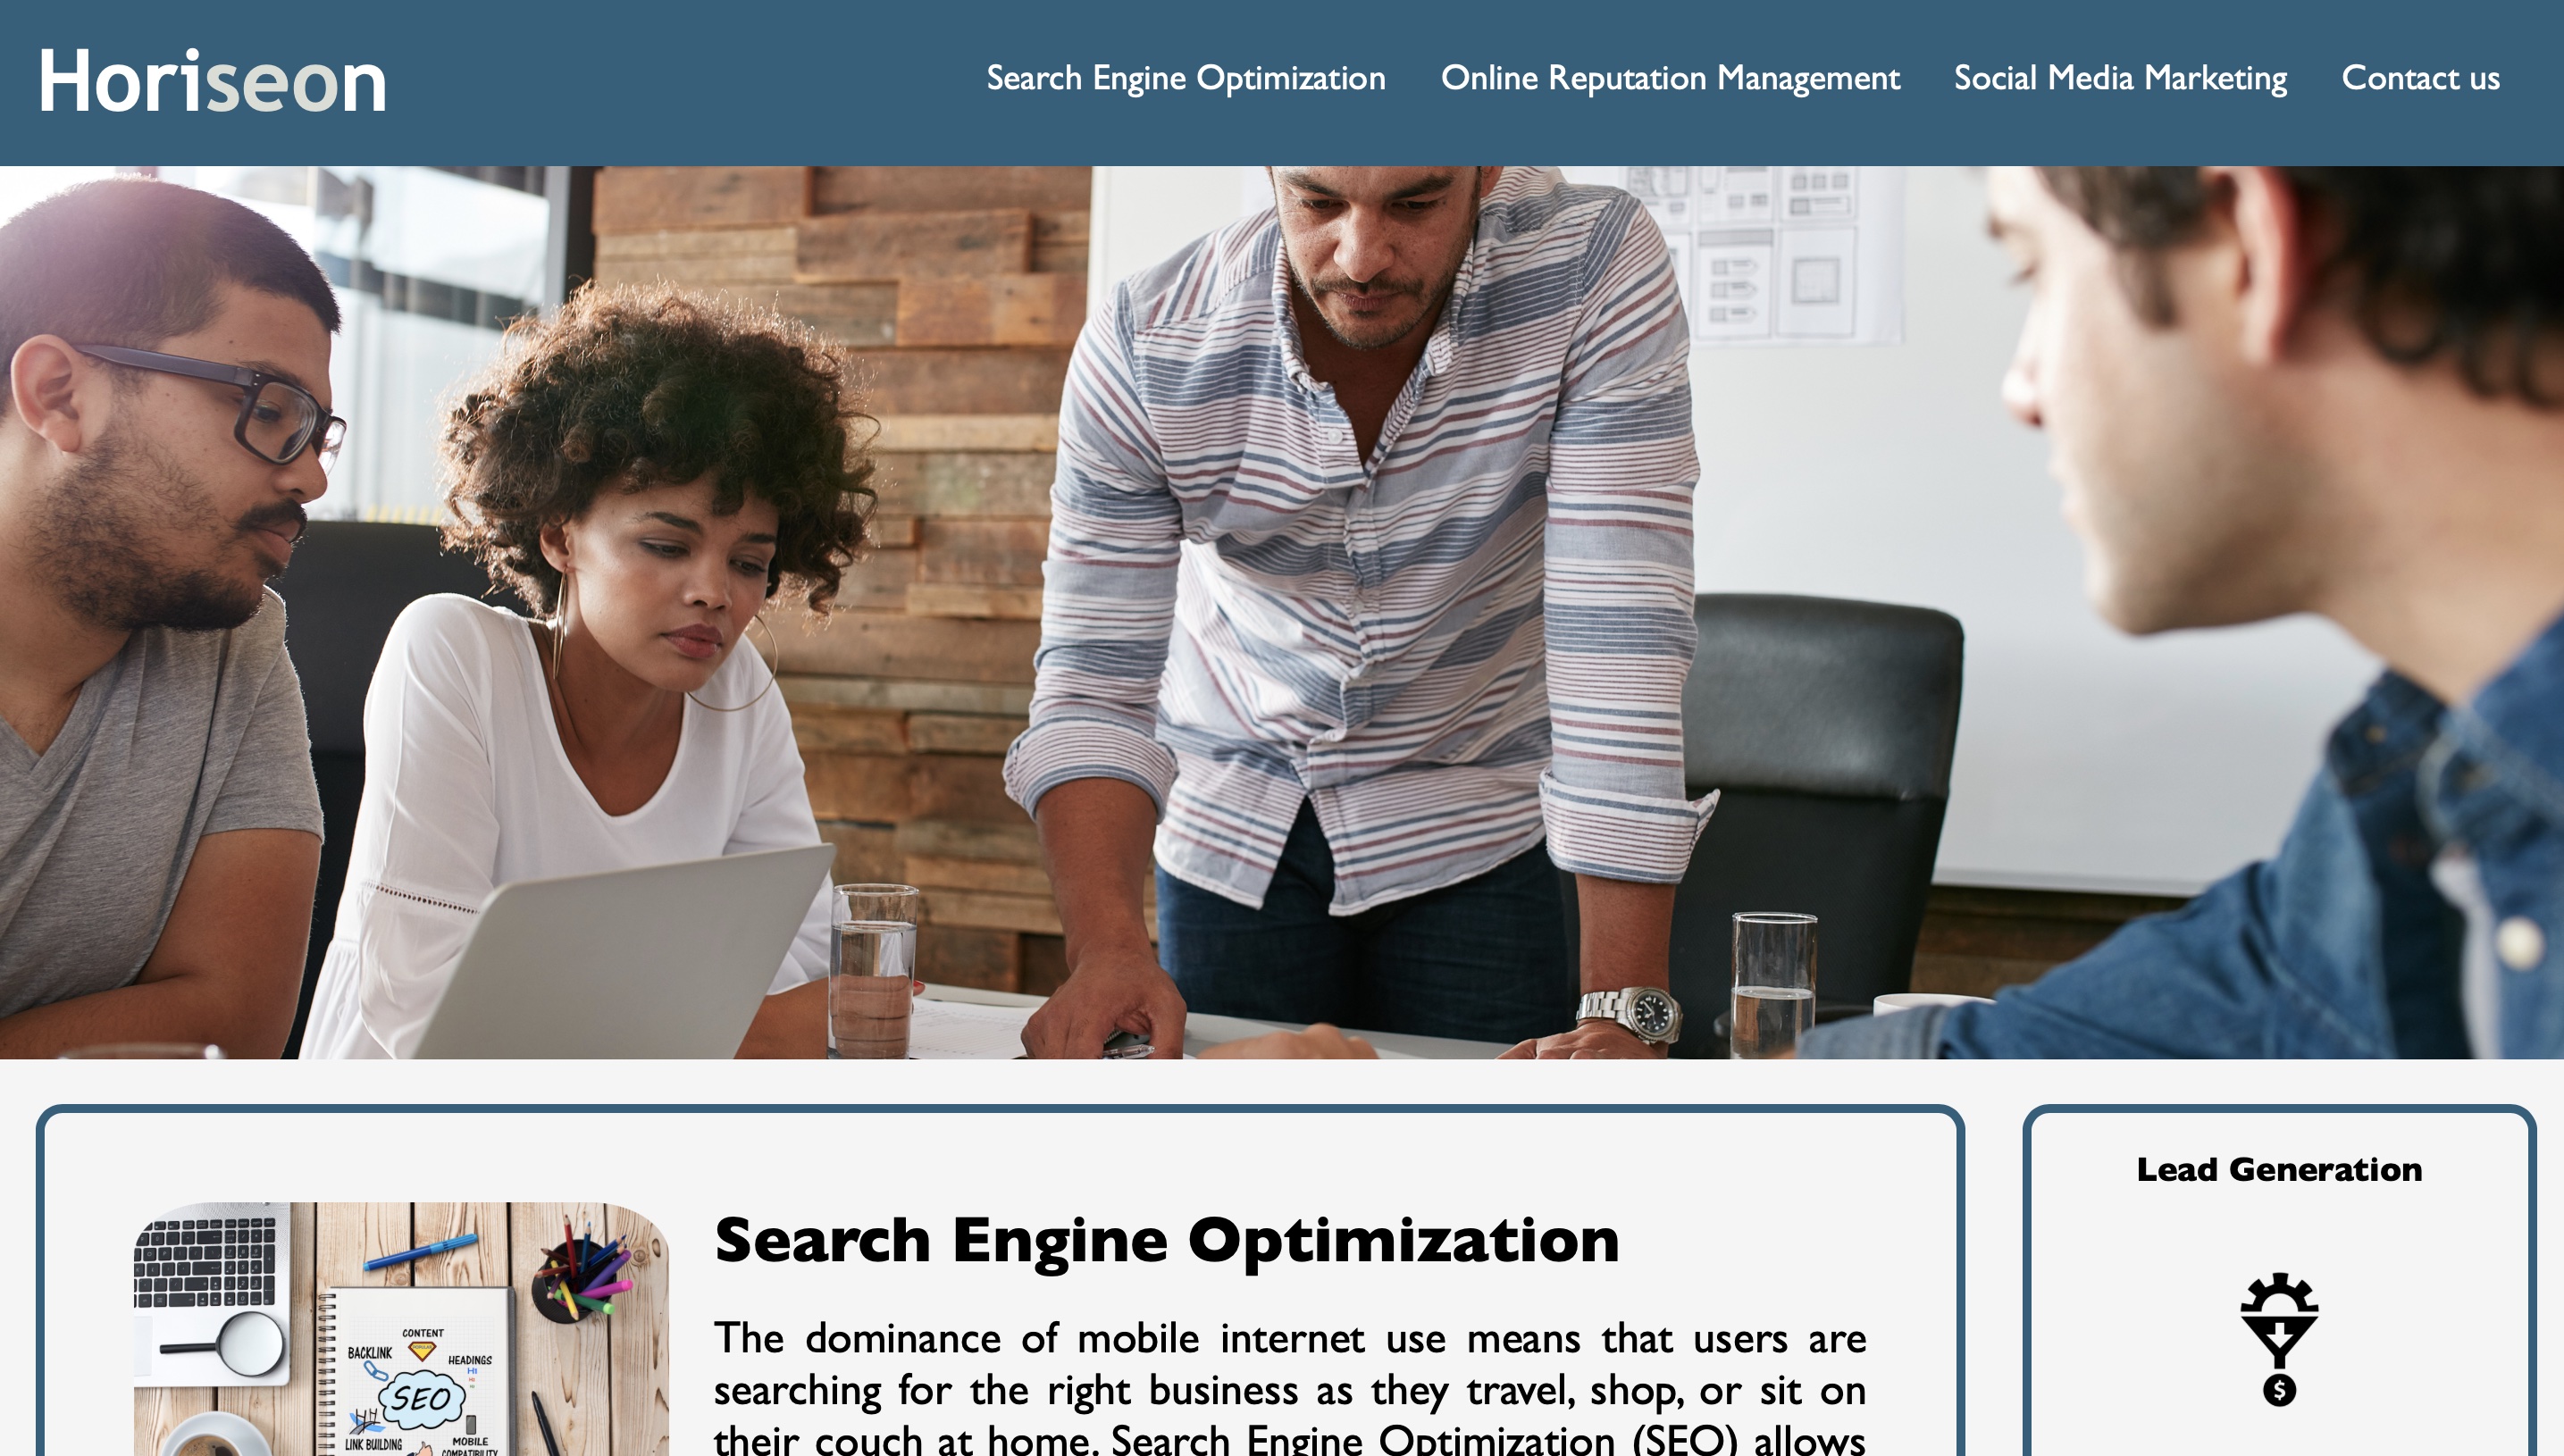 Horiseon
Search Engine Optimization
Online Reputation Management
Social Media Marketing
Contact us
Search Engine Optimization
The dominance of mobile internet use means that users are
searching for the right business as they travel, shop, or sit on
their couch at home. Search Engine Optimization (SEO) allows
CONTENT
BACKLINK
HEADINGS
H1
SEO
LINK BUILDING
MOBILE
COMPATIBILITY
Lead Generation
$